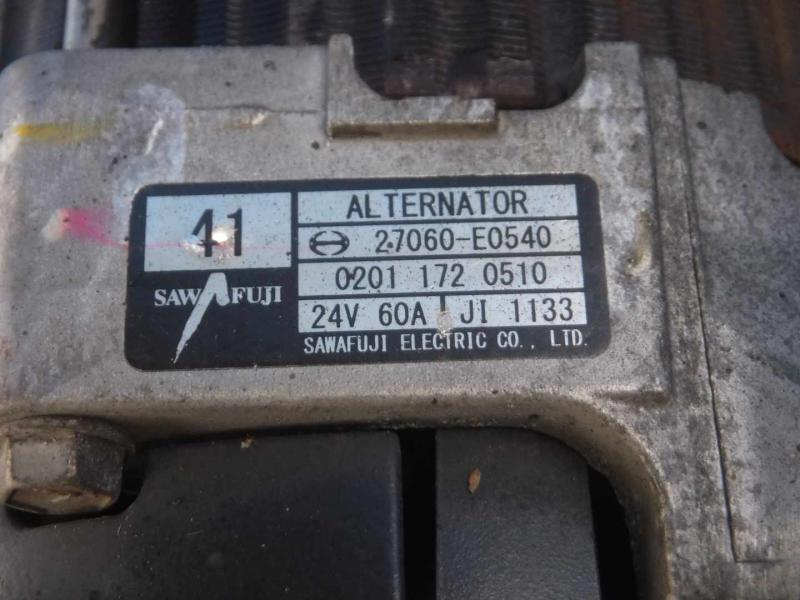 41
SAWAFUJI
ALTERNATOR
27060-E0540
0201 172 0510
24V 60A JI 1133
SAWAFUJI ELECTRIC CO., LTD.